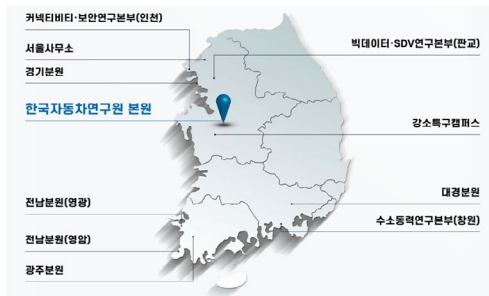 커넥티비티·보안연구본부(인천)
서울사무소
경기분원
한국자동차연구원 본원
전남분원(영광)
전남분원(영암)
광주분원
빅데이터·SDV연구본부(판교)
강소특구캠퍼스
대경분원
수소동력연구본부(창원)